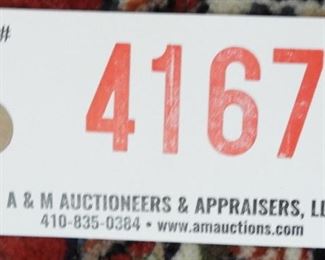 #
4167
A & M AUCTIONEERS & APPRAISERS, LL
410-835-0384 • www.amauctions.com